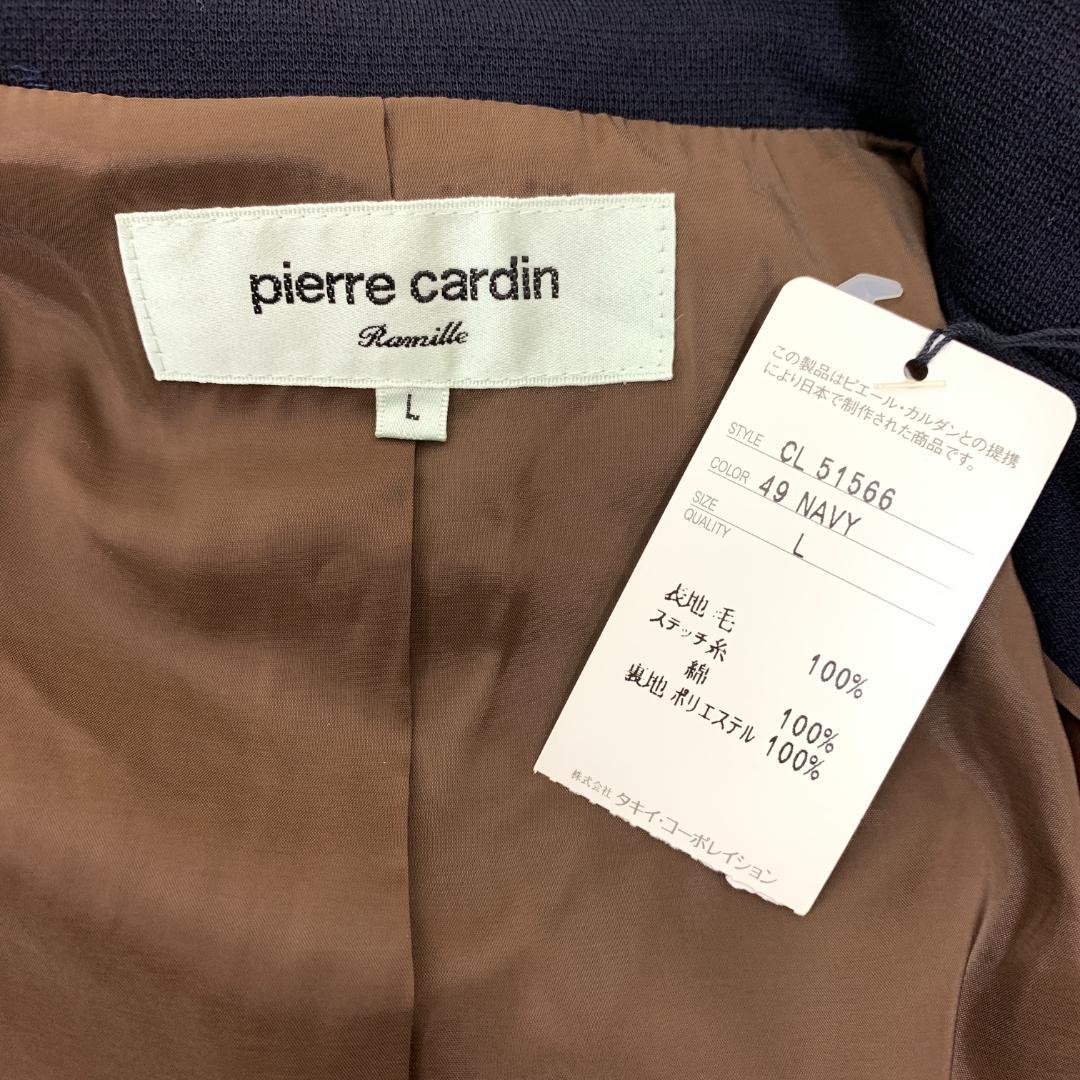 pierre cardin
Ramille
L
この製品はピエール・カルダンとの提携
により日本で制作された商品です。
STYLE CL 51566
COLOR 49 NAVY
SIZE L
QUALITY
表地 毛 100%
ステッチ糸
綿 100%
裏地 ポリエステル 100%
株式会社 タキイ・コーポレイション